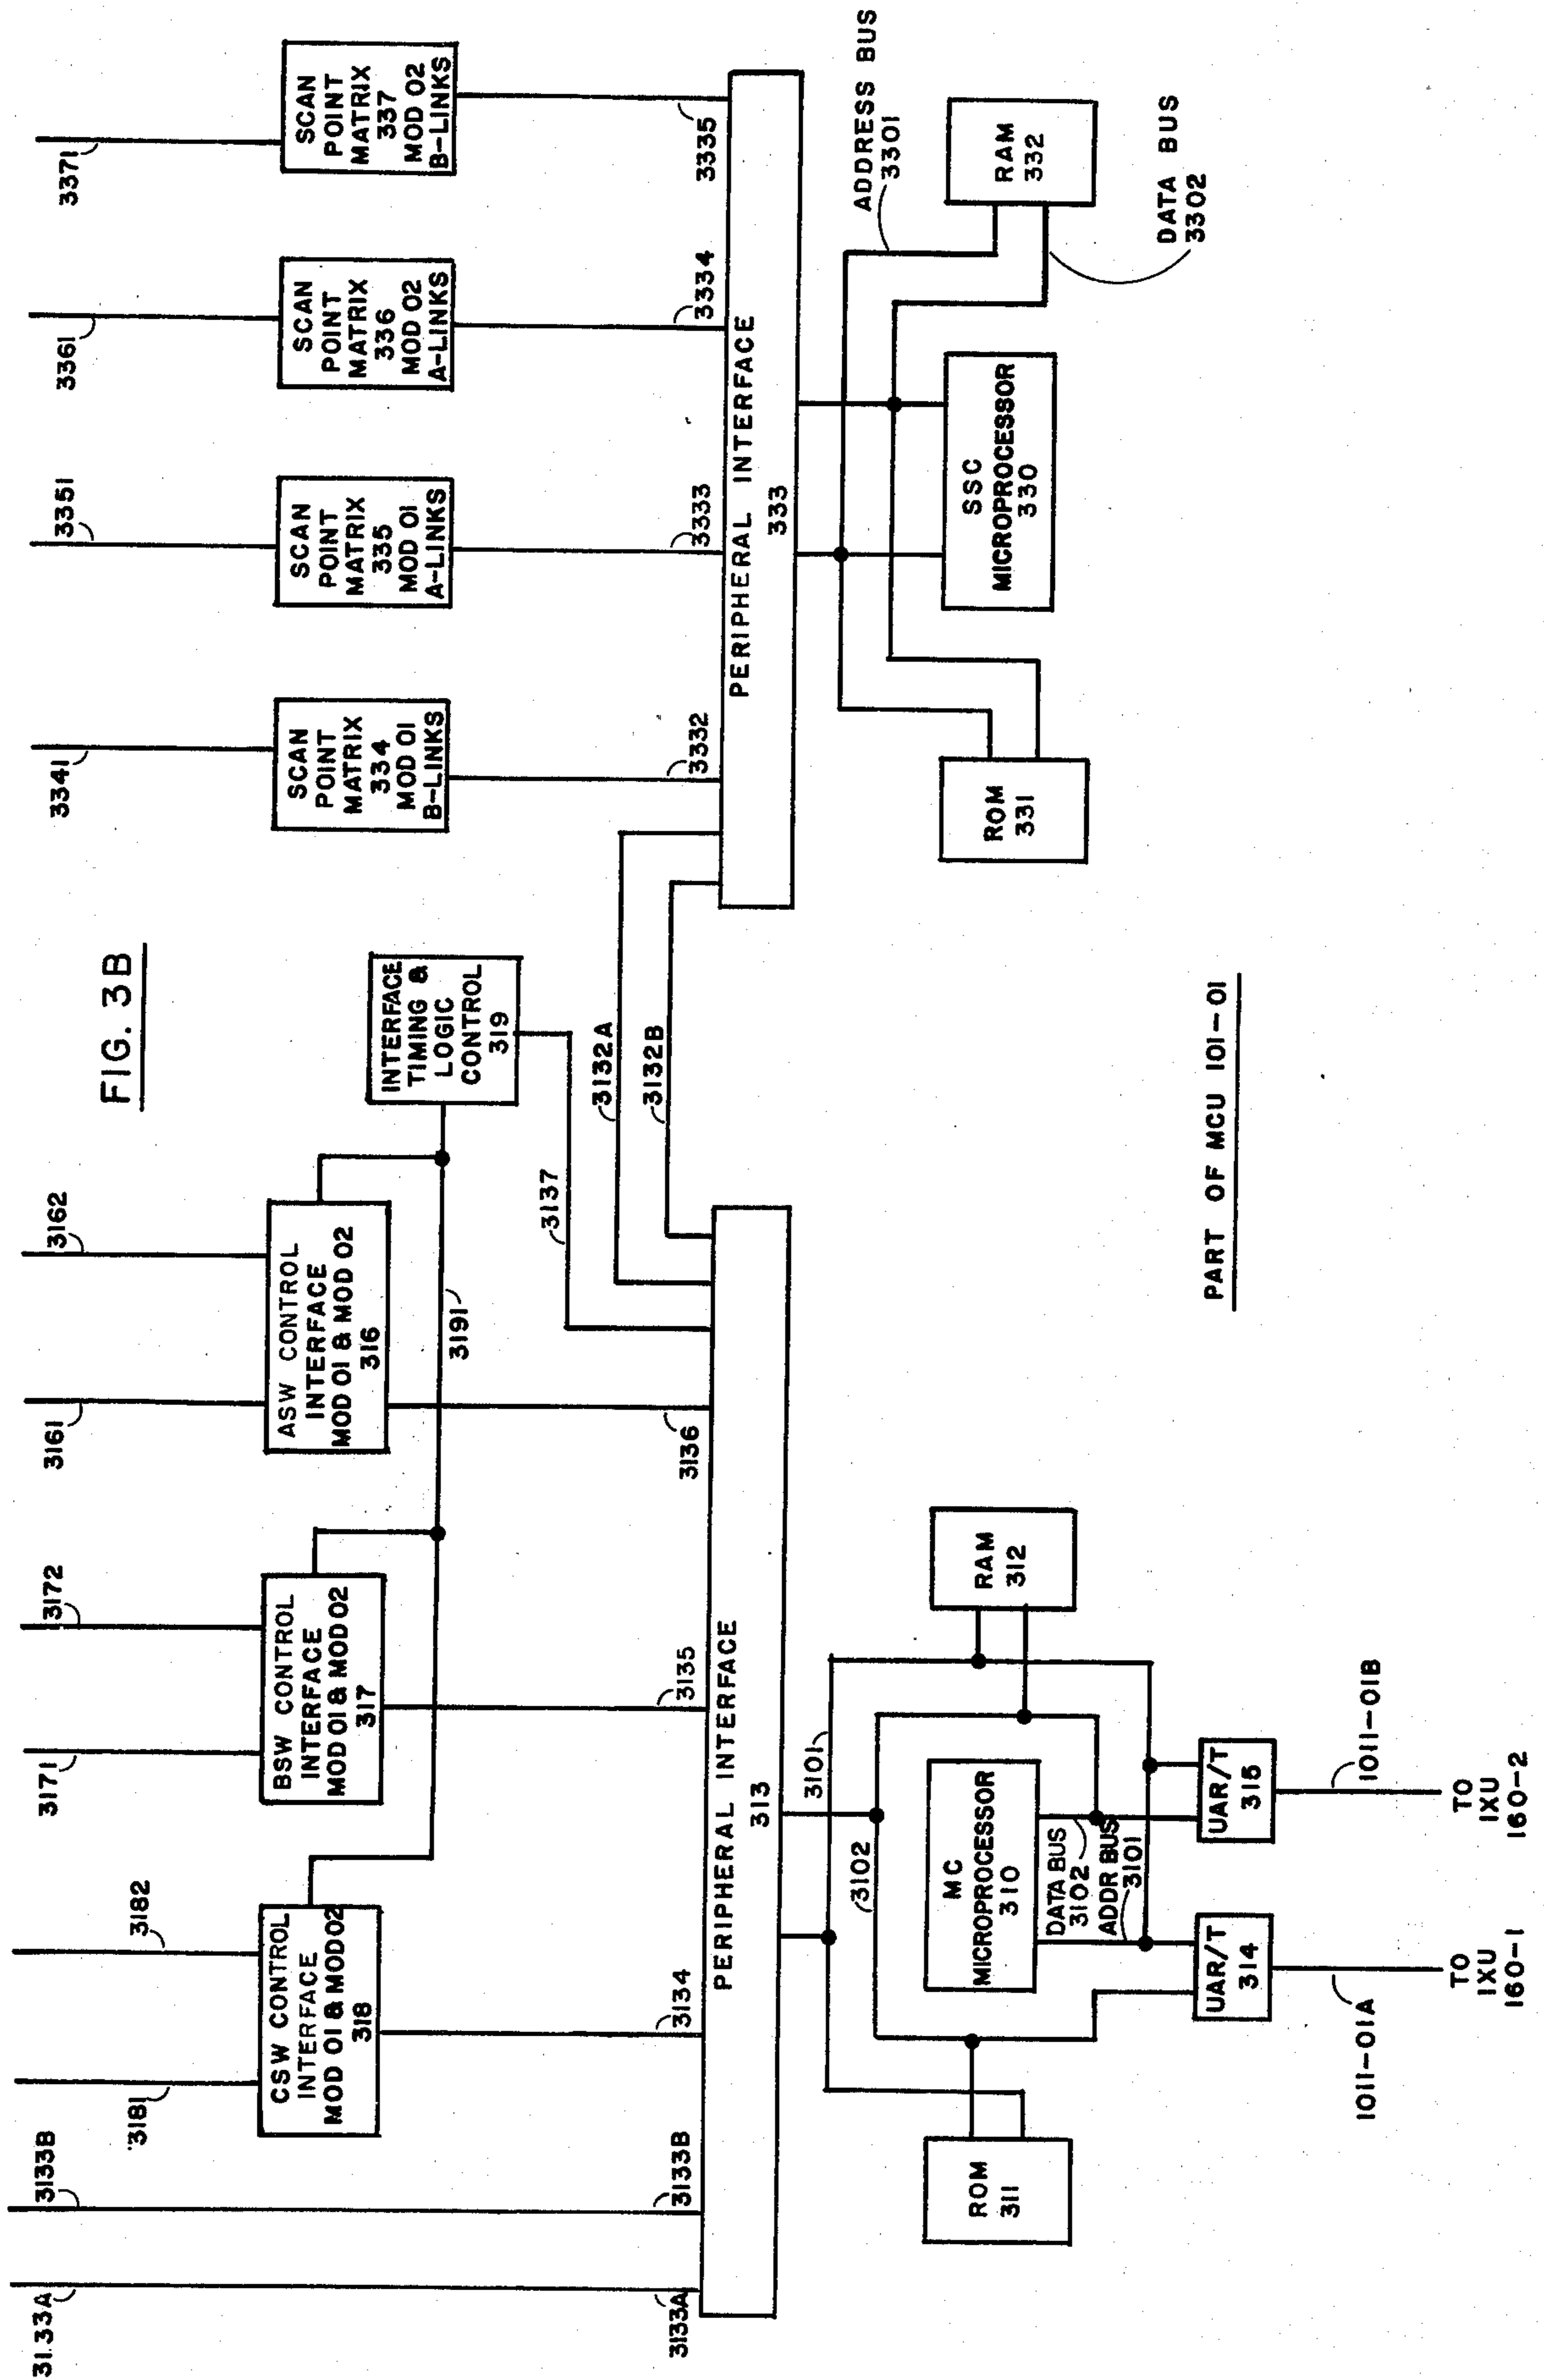 FIG. 3B
31.33A
3133B
3181
3182
3171
3172
3161
3162
3341
3351
3361
3371
CSW CONTROL
INTERFACE
MOD 01 & MOD 02
318
BSW CONTROL
INTERFACE
MOD 01 & MOD 02
317
ASW CONTROL
INTERFACE
MOD 01 & MOD 02
316
INTERFACE
TIMING &
LOGIC
CONTROL
319
SCAN
POINT
MATRIX
334
MOD 01
B-LINKS
SCAN
POINT
MATRIX
335
MOD 01
A-LINKS
SCAN
POINT
MATRIX
336
MOD 02
A-LINKS
SCAN
POINT
MATRIX
337
MOD 02
B-LINKS
3191
3137
3132A
3132B
3133A
3133B
3134
3135
3136
3332
3333
3334
3335
PERIPHERAL INTERFACE
313
PERIPHERAL INTERFACE
333
3102
3101
ADDRESS BUS
3301
ROM
311
MC
MICROPROCESSOR
310
RAM
312
ROM
331
SSC
MICROPROCESSOR
330
RAM
332
DATA BUS
3102
ADDR BUS
3101
DATA BUS
3302
UAR/T
314
UAR/T
315
1011-01A
1011-01B
TO
IXU
160-1
TO
IXU
160-2
PART OF MCU 101-01